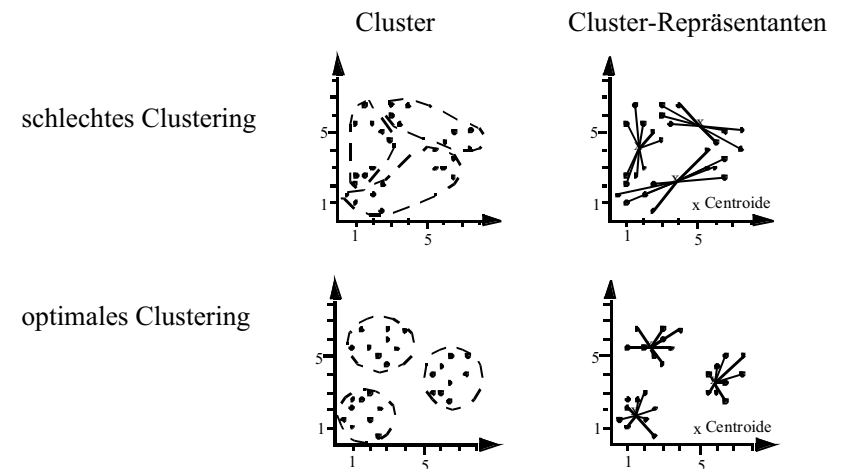 Cluster
Cluster-Repräsentanten
schlechtes Clustering
5
1
1
5
5
1
x Centroide
1
5
optimales Clustering
5
1
1
5
5
1
x Centroide
1
5